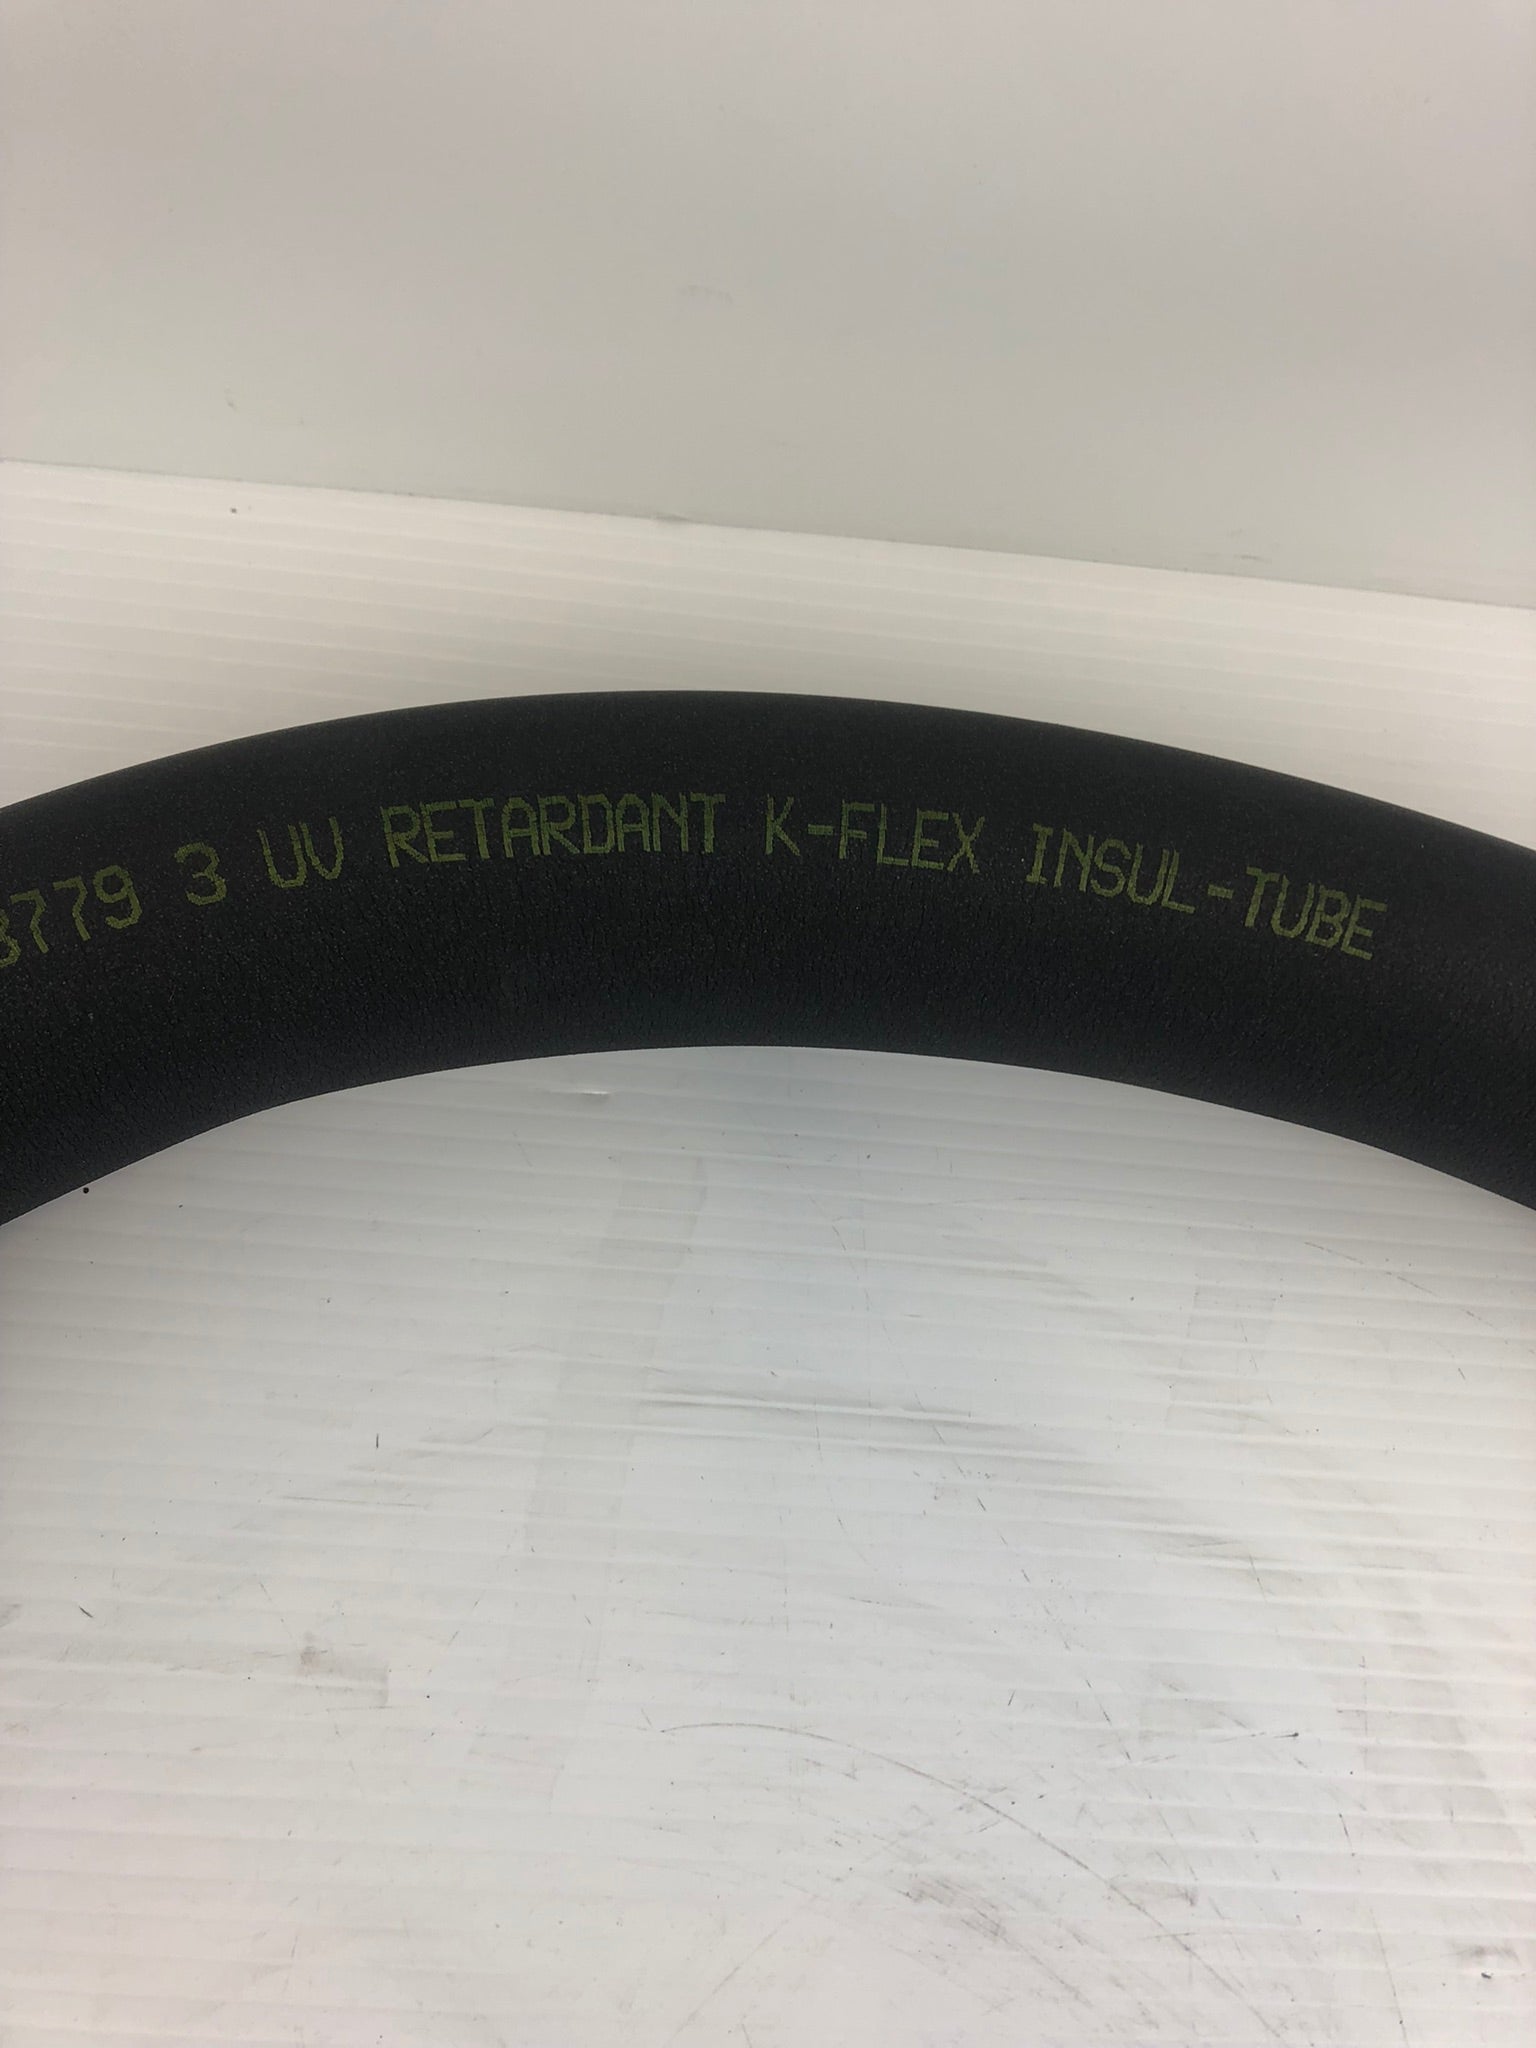 3779 3 UV RETARDANT K-FLEX INSUL-TUBE